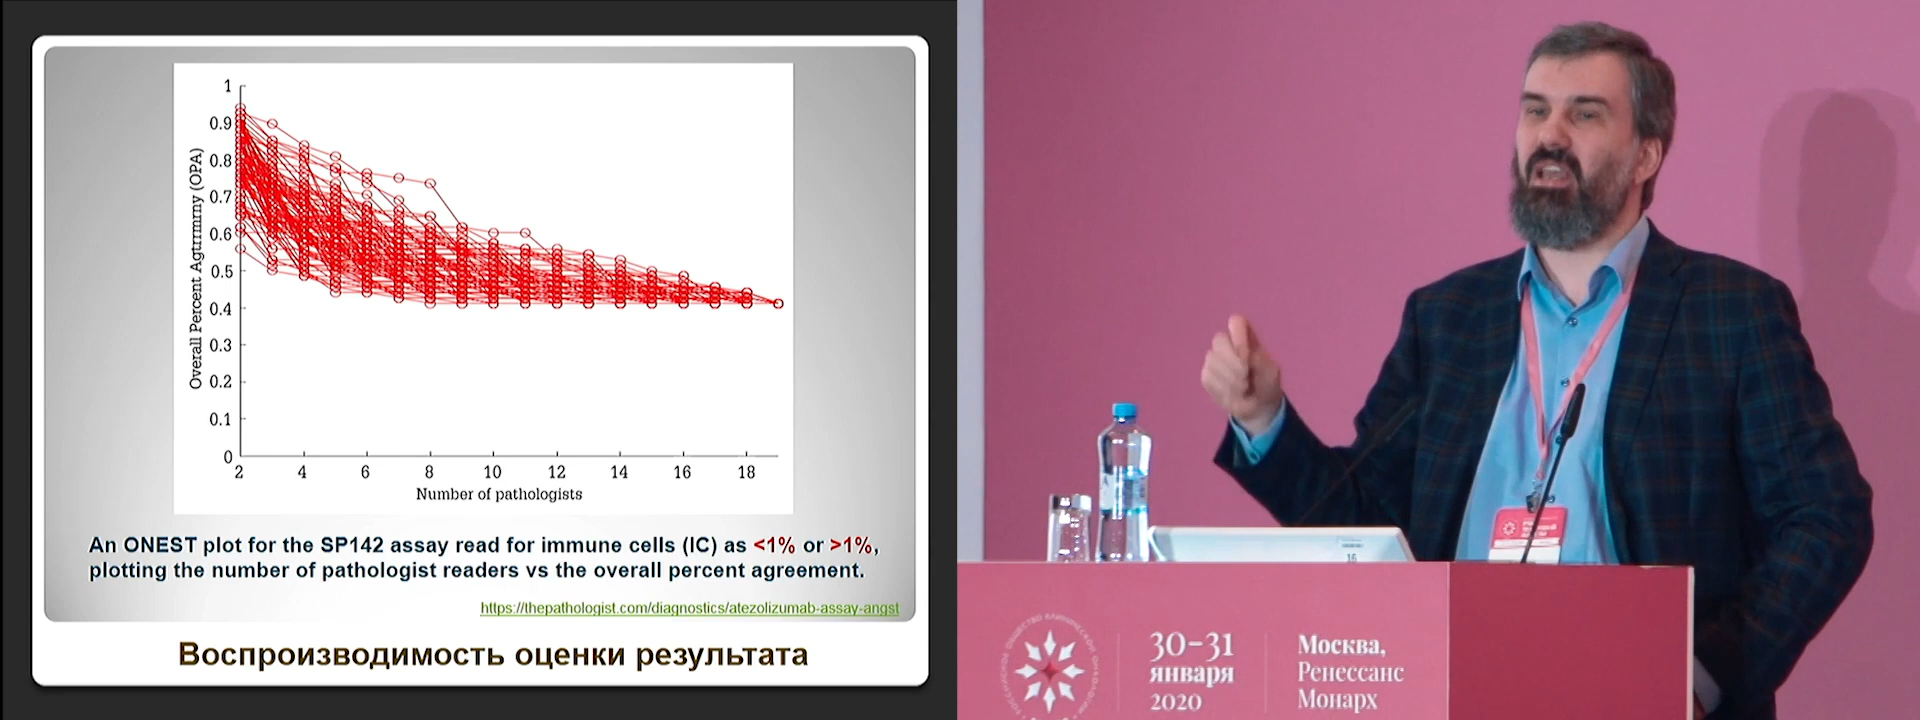 1
0.9
0.8
0.7
0.6
0.5
0.4
0.3
0.2
0.1
0
Overall Percent Agtrrmrny (OPA)
2 4 6 8 10 12 14 16 18
Number of pathologists
An ONEST plot for the SP142 assay read for immune cells (IC) as <1% or >1%,
plotting the number of pathologist readers vs the overall percent agreement.
https://thepathologist.com/diagnostics/atezolizumab-assay-angst
Воспроизводимость оценки результата
16
30–31
января
2020
Москва,
Ренессанс
Монарх